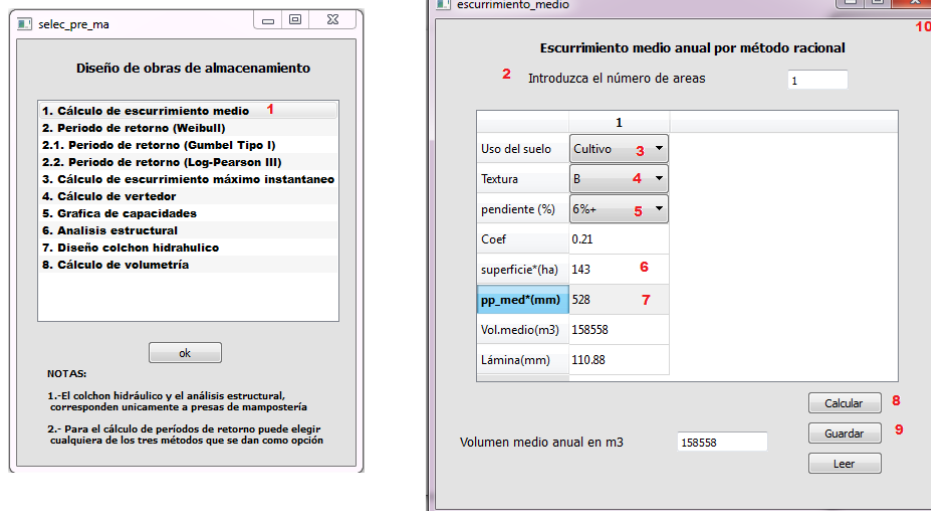 selec_pre_ma
Diseño de obras de almacenamiento
1. Cálculo de escurrimiento medio 1
2. Periodo de retorno (Weibull)
2.1. Periodo de retorno (Gumbel Tipo I)
2.2. Periodo de retorno (Log-Pearson III)
3. Cálculo de escurrimiento máximo instantaneo
4. Cálculo de vertedor
5. Grafica de capacidades
6. Analisis estructural
7. Diseño colchon hidrahulico
8. Cálculo de volumetría
ok
NOTAS:
1.-El colchon hidráulico y el análisis estructural,
corresponden unicamente a presas de mampostería
2.- Para el cálculo de períodos de retorno puede elegir
cualquiera de los tres métodos que se dan como opción
escurrimiento_medio
10
Escurrimiento medio anual por método racional
2 Introduzca el número de areas 1
1
Uso del suelo Cultivo 3
Textura B 4
pendiente (%) 6%+ 5
Coef 0.21
superficie*(ha) 143 6
pp_med*(mm) 528 7
Vol.medio(m3) 158558
Lámina(mm) 110.88
Calcular 8
Volumen medio anual en m3 158558 Guardar 9
Leer